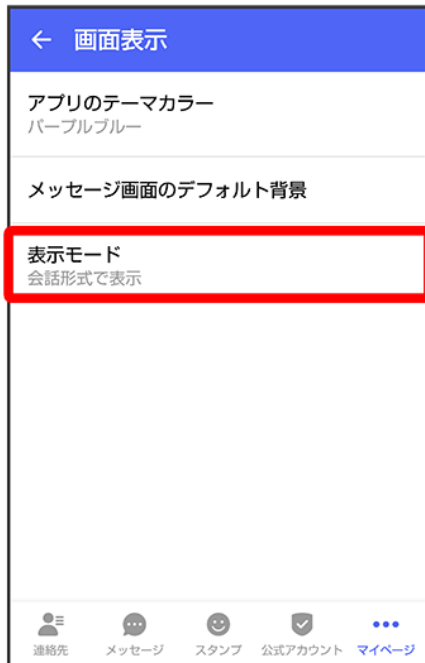 画面表示
アプリのテーマカラー
パープルブルー
メッセージ画面のデフォルト背景
表示モード
会話形式で表示
連絡先 メッセージ スタンプ 公式アカウント マイページ